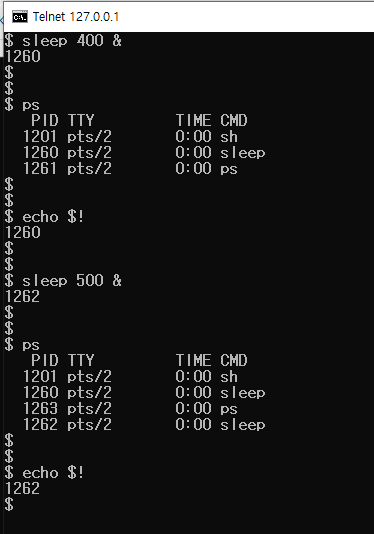 Telnet 127.0.0.1
$ sleep 400 &
1260
$
$
$ ps
   PID TTY         TIME CMD
  1201 pts/2       0:00 sh
  1260 pts/2       0:00 sleep
  1261 pts/2       0:00 ps
$
$
$ echo $!
1260
$
$
$ sleep 500 &
1262
$
$
$ ps
   PID TTY         TIME CMD
  1201 pts/2       0:00 sh
  1260 pts/2       0:00 sleep
  1263 pts/2       0:00 ps
  1262 pts/2       0:00 sleep
$
$
$ echo $!
1262
$